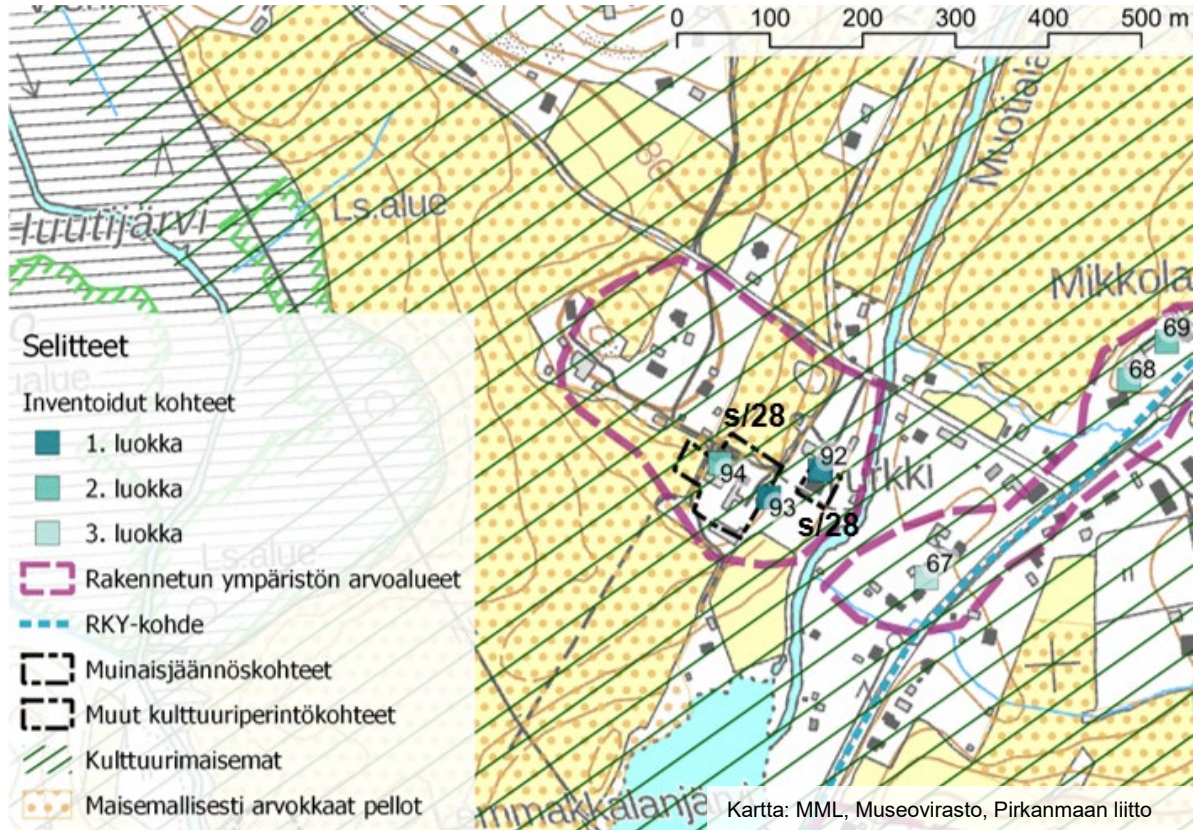 0 100 200 300 400 500 m
80
Ls.alue
Mikkola
69
68
Selitteet
Inventoidut kohteet
1. luokka
2. luokka
3. luokka
Rakennetun ympäristön arvoalueet
RKY-kohde
Muinaisjäännöskohteet
Muut kulttuuriperintökohteet
Kulttuurimaisemat
Maisemallisesti arvokkaat pellot
Ls.alue
s/28
92
94
93
s/28
67
Kartta: MML, Museovirasto, Pirkanmaan liitto